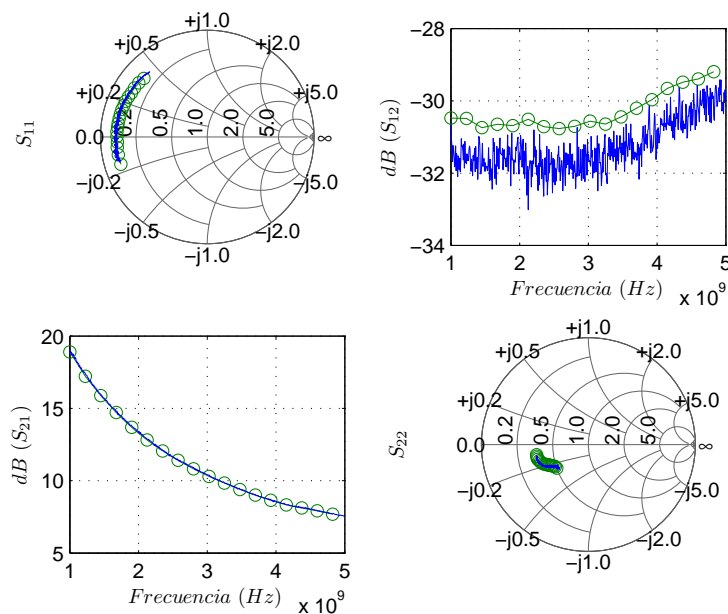 +j1.0
+j0.5
+j2.0
+j0.2
+j5.0
0.2
0.5
1.0
2.0
5.0
0.0
∞
−j0.2
−j5.0
−j0.5
−j2.0
−j1.0
S11
−28
−30
−32
−34
dB (S12)
1 2 3 4 5
Frecuencia (Hz)
x 10^9
20
15
10
5
dB (S21)
1 2 3 4 5
Frecuencia (Hz)
x 10^9
+j1.0
+j0.5
+j2.0
+j0.2
+j5.0
0.2
0.5
1.0
2.0
5.0
0.0
∞
−j0.2
−j5.0
−j0.5
−j2.0
−j1.0
S22